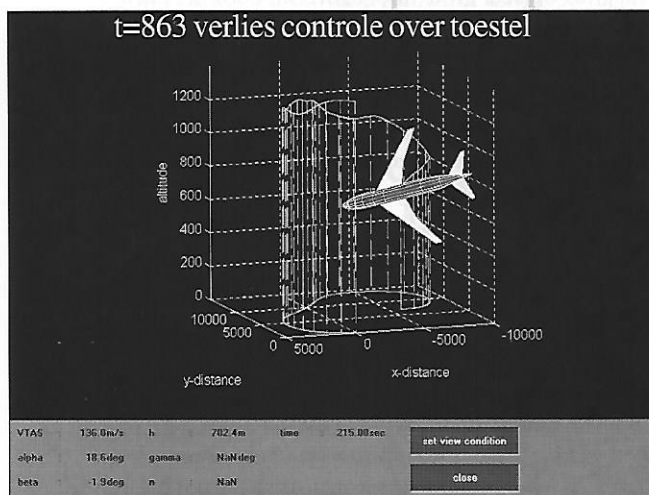 t=863 verlies controle over toestel
1200
1000
800
600
400
200
0
altitude
10000
5000
0
5000
0
-5000
-10000
y-distance
x-distance
VTAS : 136.0m/s h : 702.4m time : 215.00sec
set view condition
alpha : 18.6deg gamma : NaNdeg
beta : -1.9deg n : NaN
close